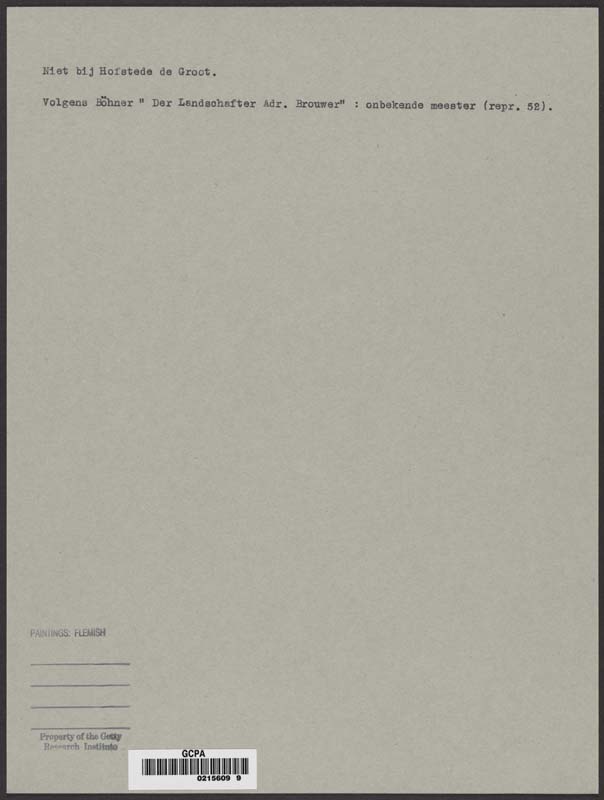 Niet bij Hofstede de Groot.
Volgens Böhner " Der Landschafter Adr. Brouwer" : onbekende meester (repr. 52).
PAINTINGS: FLEMISH
Property of the Getty
Research Institute
GCPA
0215609 9